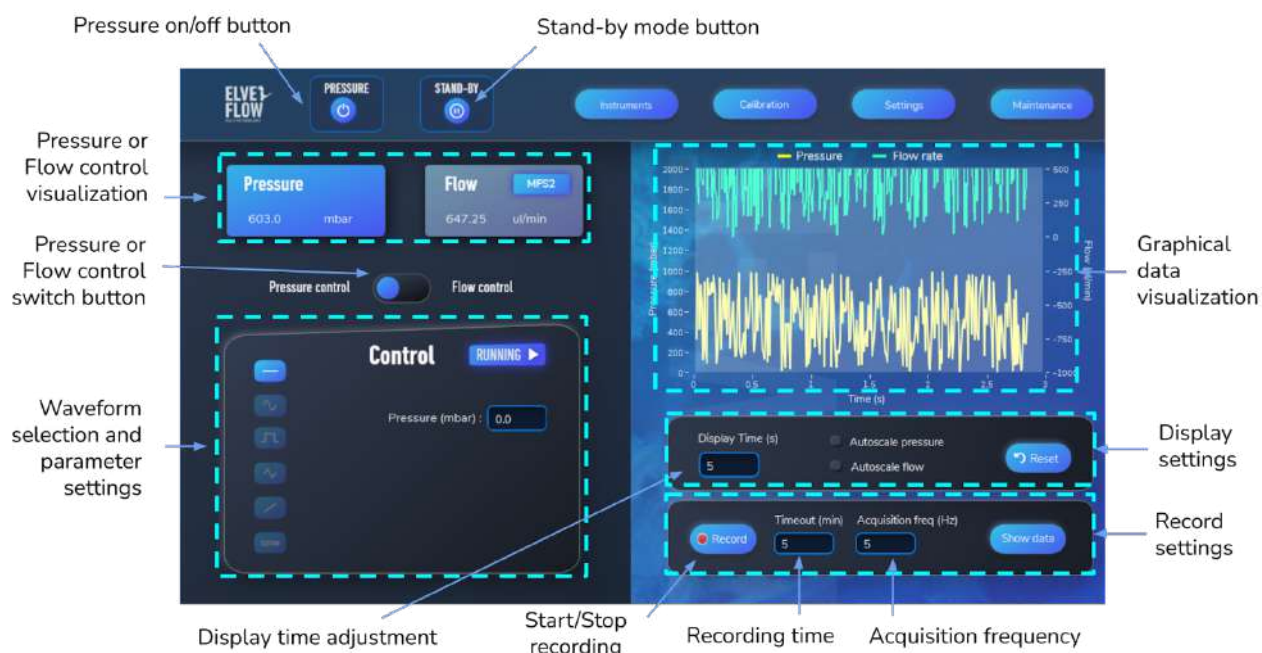 Pressure on/off button
Stand-by mode button
ELVE
FLOW
PRESSURE
STAND-BY
Instruments
Calibration
Settings
Maintenance
Pressure or
Flow control
visualization
Pressure
603.0 mbar
Flow
MFS2
647.25 ul/min
Pressure or
Flow control
switch button
Pressure control
Flow control
Waveform
selection and
parameter
settings
Control
RUNNING
Pressure (mbar) :
0.0
Pressure
Flow rate
2000
1800
1600
1400
1200
1000
800
600
400
200
0
500
250
0
-250
-500
-750
-1000
0
0.5
1
1.5
2
2.5
3
Time (s)
Graphical
data
visualization
Display Time (s)
5
Autoscale pressure
Autoscale flow
Reset
Display
settings
Record
Timeout (min)
5
Acquisition freq (Hz)
5
Show data
Record
settings
Display time adjustment
Start/Stop
recording
Recording time
Acquisition frequency